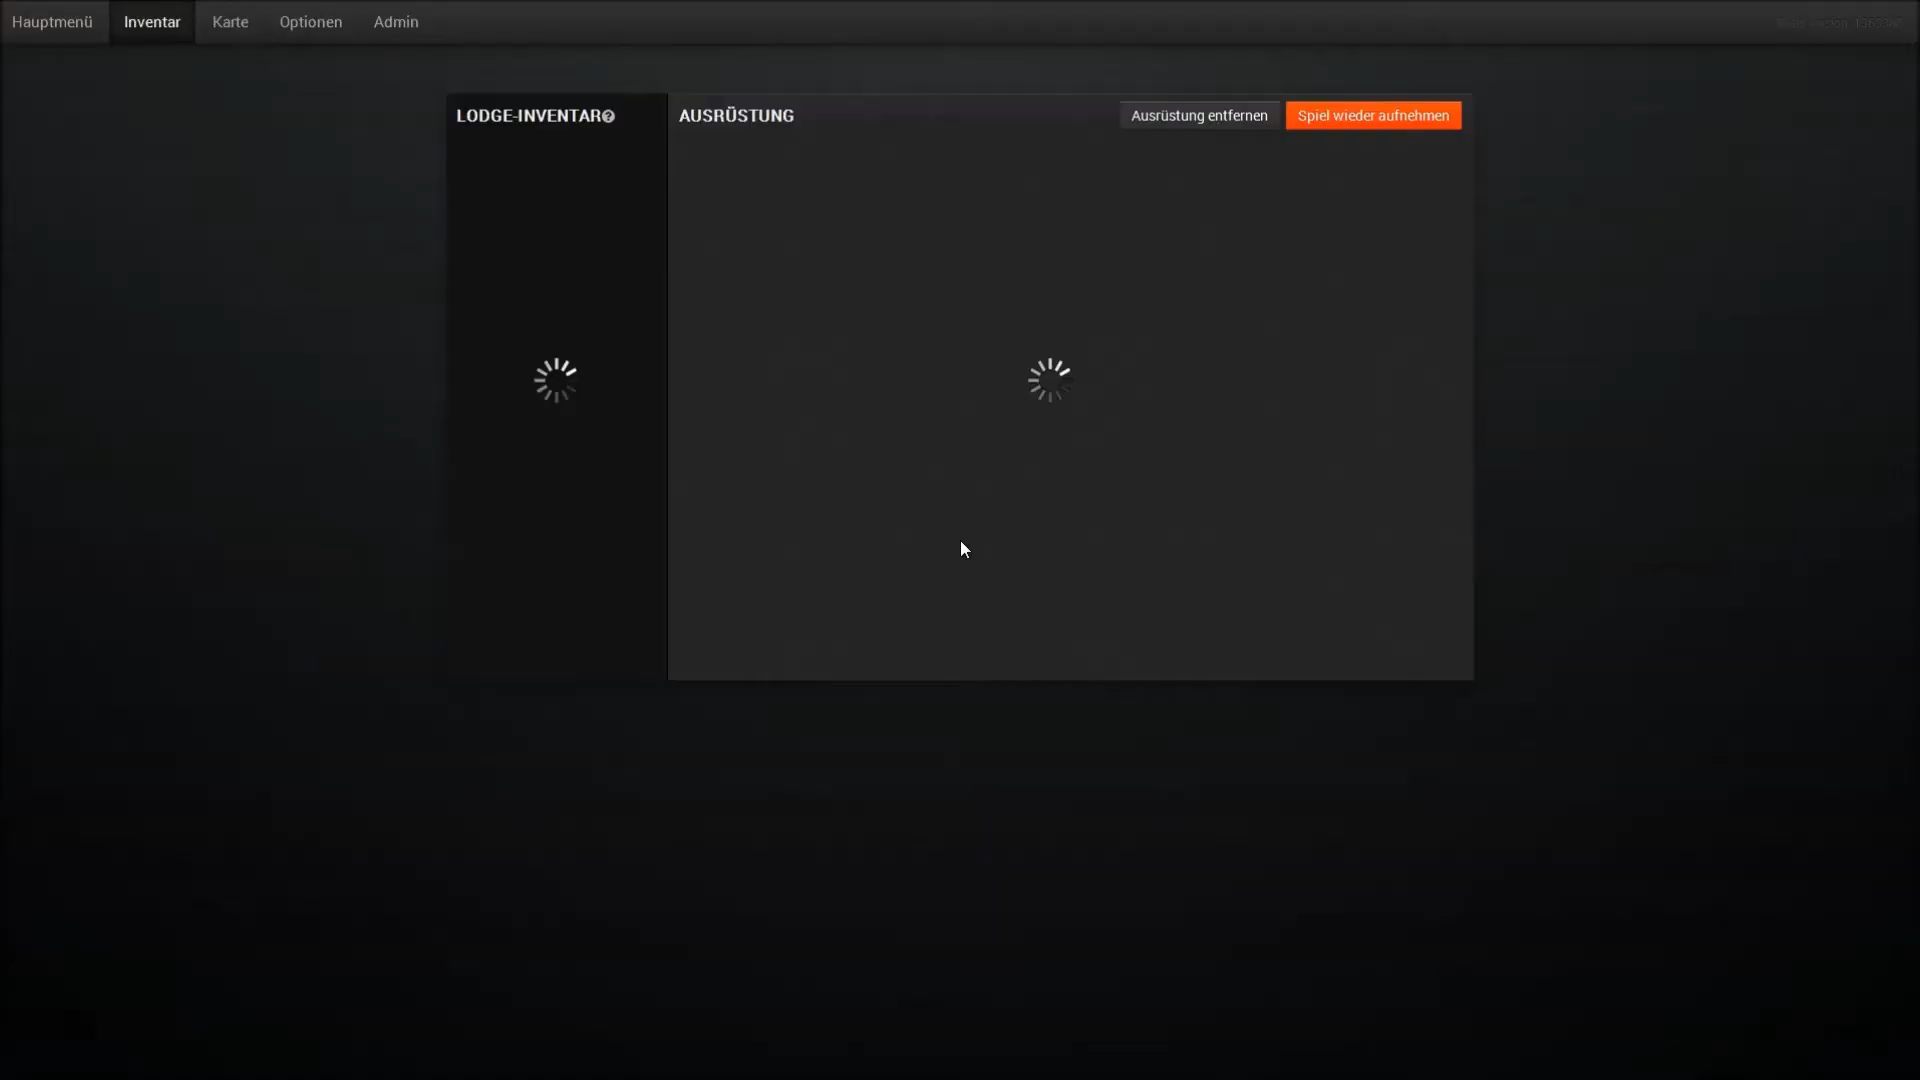 Hauptmenü Inventar Karte Optionen Admin
LODGE-INVENTAR
AUSRÜSTUNG
Ausrüstung entfernen
Spiel wieder aufnehmen